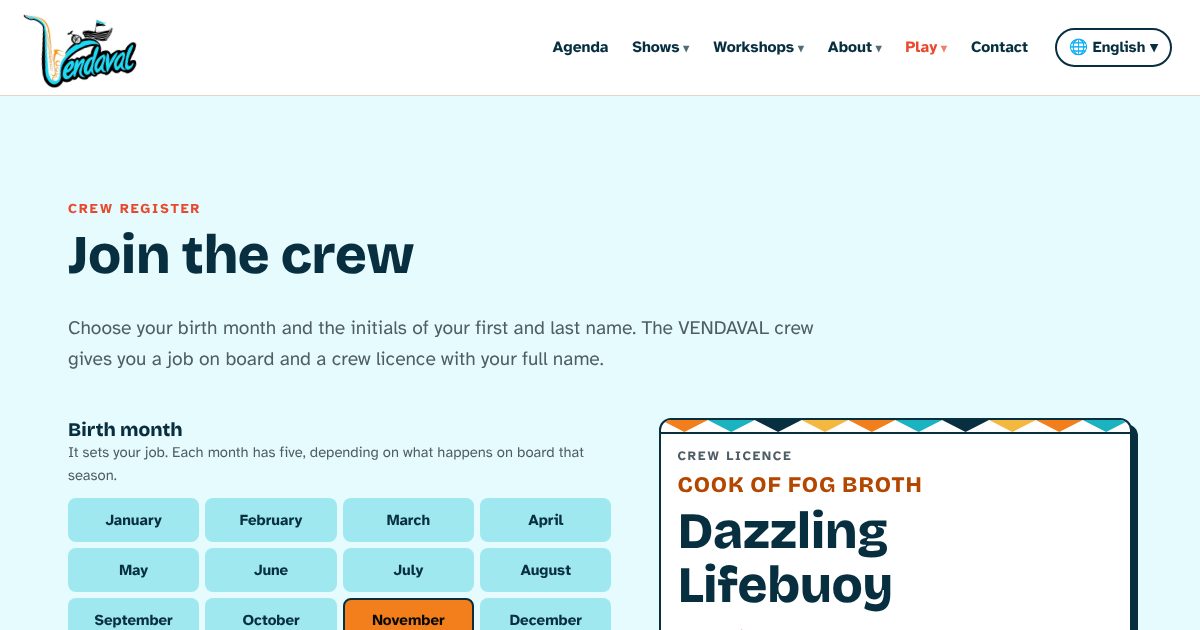 Vendaval
Agenda
Shows ▾
Workshops ▾
About ▾
Play ▾
Contact
🌐 English ▾
CREW REGISTER
Join the crew
Choose your birth month and the initials of your first and last name. The VENDAVAL crew
gives you a job on board and a crew licence with your full name.
Birth month
It sets your job. Each month has five, depending on what happens on board that
season.
January
February
March
April
May
June
July
August
September
October
November
December
CREW LICENCE
COOK OF FOG BROTH
Dazzling
Lifebuoy